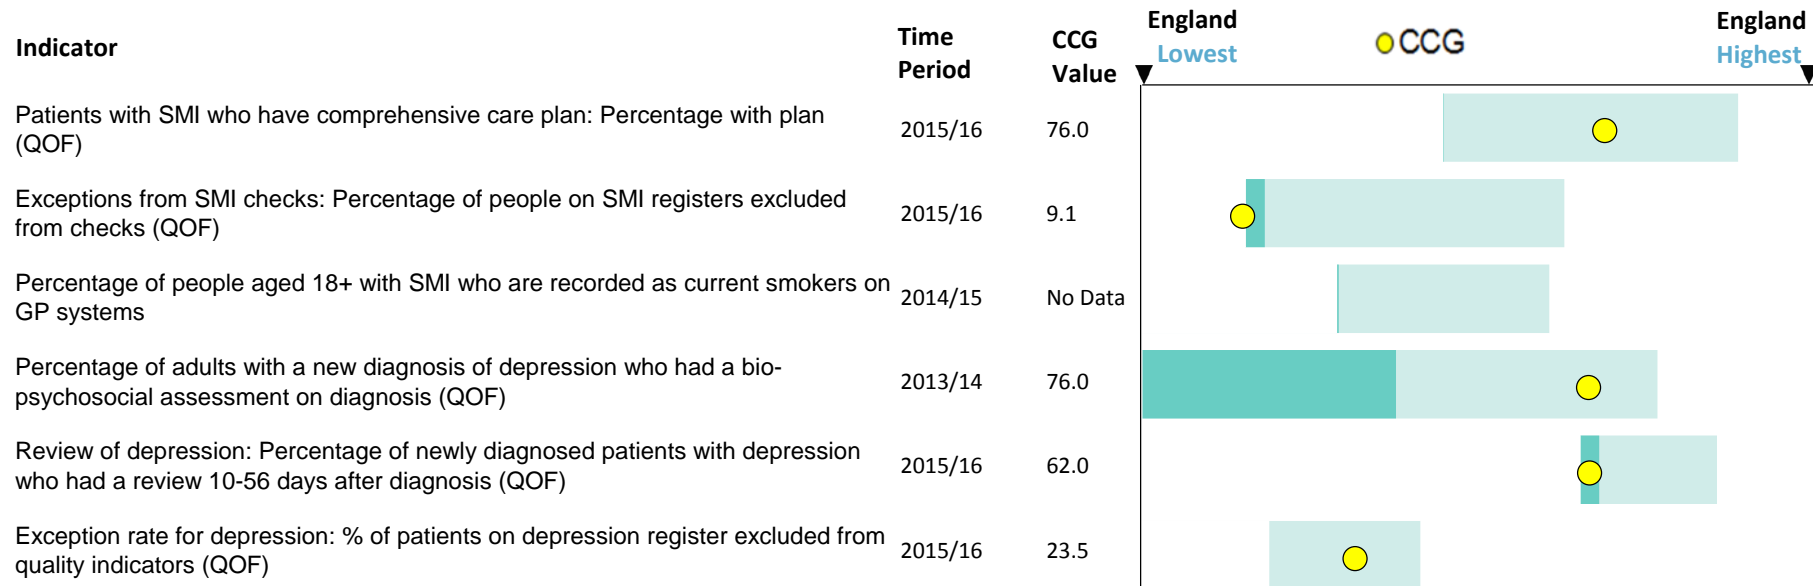 Indicator
Time
Period
CCG
Value
England
Lowest
CCG
England
Highest
Patients with SMI who have comprehensive care plan: Percentage with plan
(QOF)
2015/16
76.0
Exceptions from SMI checks: Percentage of people on SMI registers excluded
from checks (QOF)
2015/16
9.1
Percentage of people aged 18+ with SMI who are recorded as current smokers on
GP systems
2014/15
No Data
Percentage of adults with a new diagnosis of depression who had a bio-
psychosocial assessment on diagnosis (QOF)
2013/14
76.0
Review of depression: Percentage of newly diagnosed patients with depression
who had a review 10-56 days after diagnosis (QOF)
2015/16
62.0
Exception rate for depression: % of patients on depression register excluded from
quality indicators (QOF)
2015/16
23.5